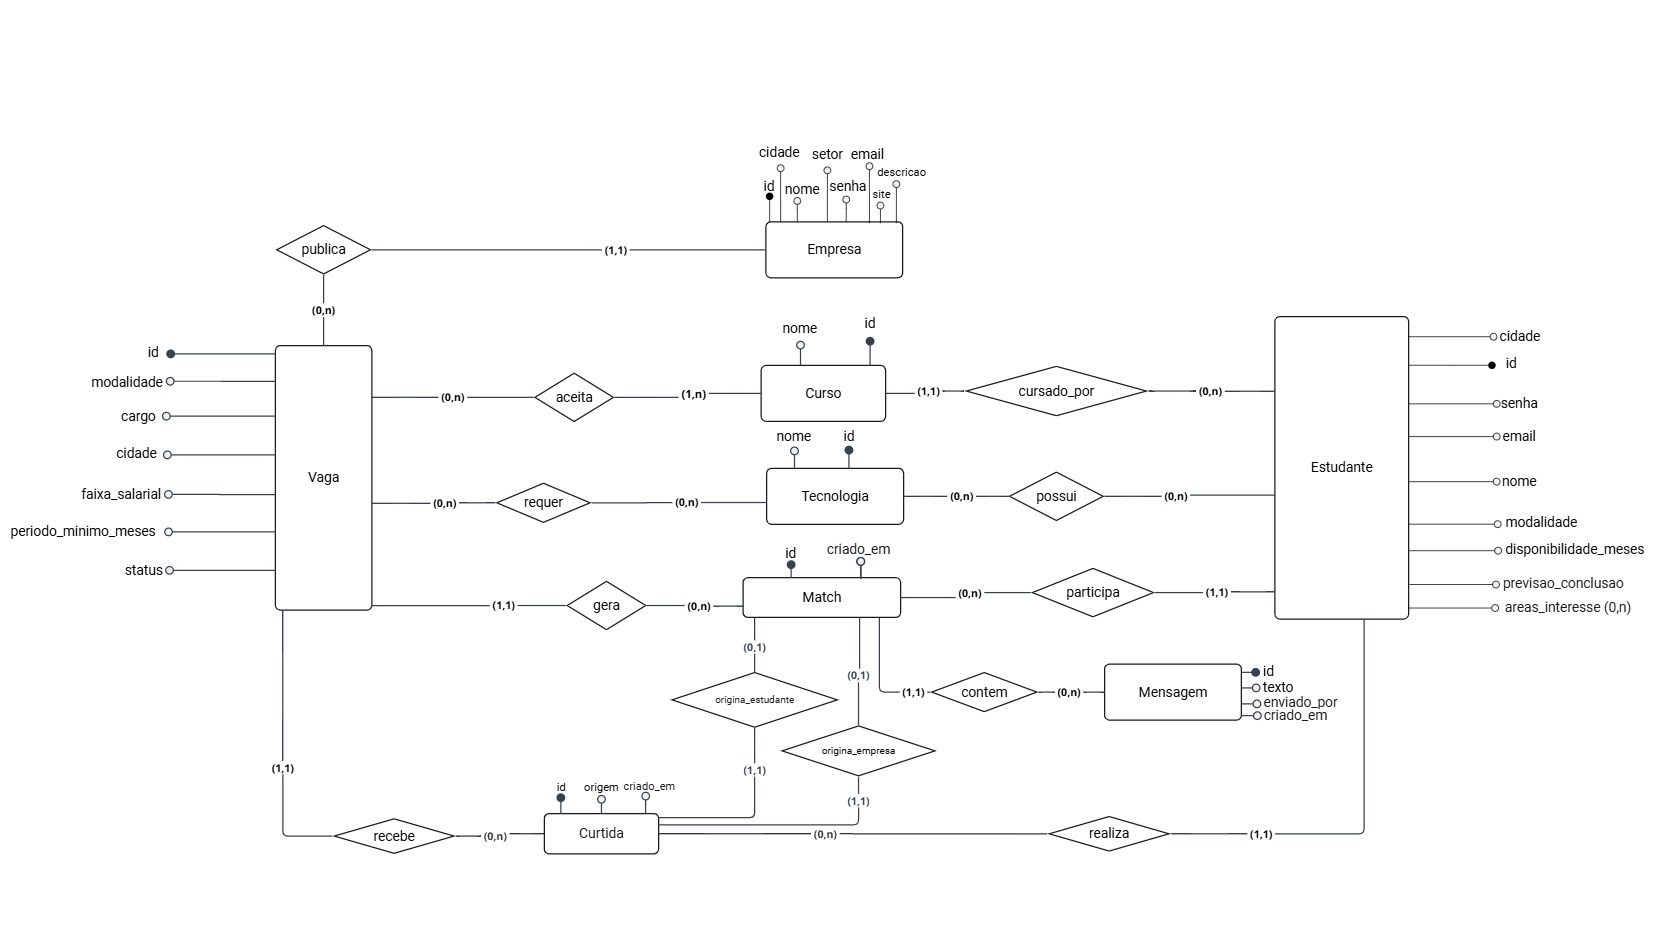 cidade
setor
email
descricao
id
nome
senha
site
publica
(1,1)
Empresa
(0,n)
nome
id
id
modalidade
cargo
cidade
faixa_salarial
periodo_minimo_meses
status
Vaga
(0,n)
aceita
(1,n)
Curso
(1,1)
cursado_por
(0,n)
nome
id
(0,n)
requer
(0,n)
Tecnologia
(0,n)
possui
(0,n)
Estudante
cidade
id
senha
email
nome
modalidade
disponibilidade_meses
previsao_conclusao
areas_interesse (0,n)
id
criado_em
(1,1)
gera
(0,n)
Match
(0,n)
participa
(1,1)
(0,1)
origina_estudante
(1,1)
(0,1)
origina_empresa
(1,1)
(1,1)
contem
(0,n)
Mensagem
id
texto
enviado_por
criado_em
(1,1)
recebe
(0,n)
id
origem
criado_em
Curtida
(0,n)
realiza
(1,1)